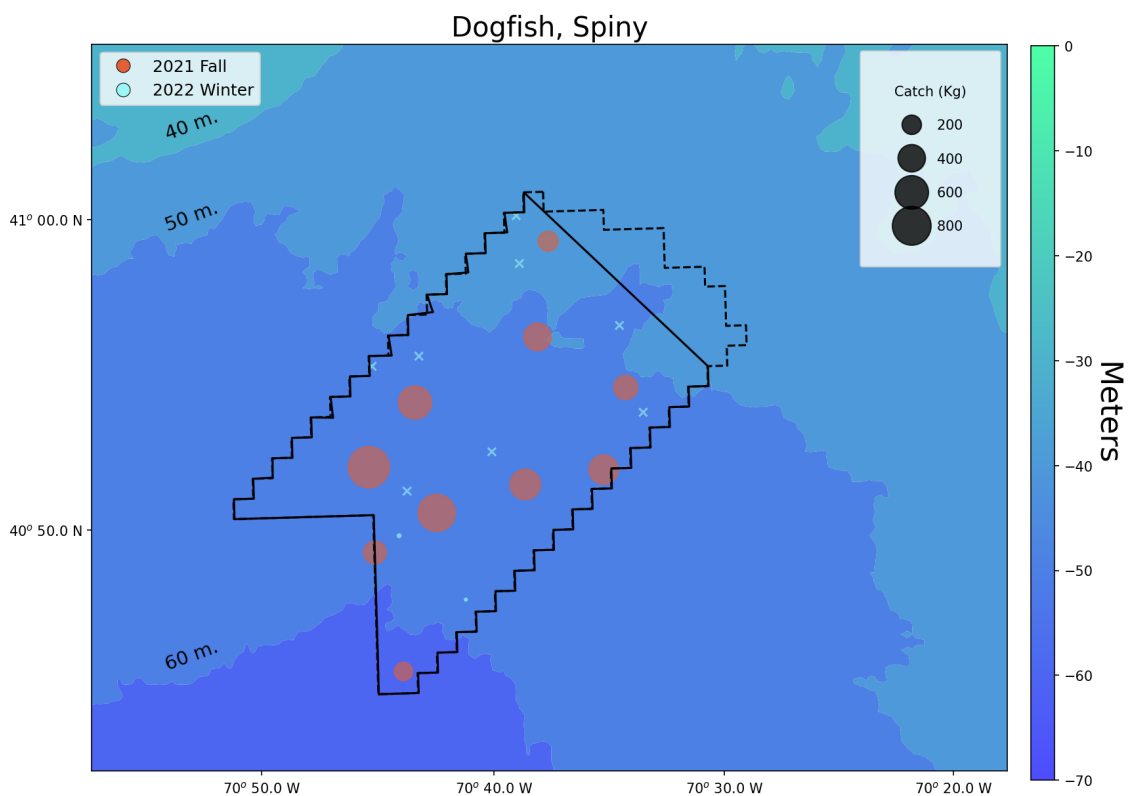 Dogfish, Spiny
2021 Fall
2022 Winter
Catch (Kg)
200
400
600
800
40 m.
50 m.
60 m.
41° 00.0 N
40° 50.0 N
70° 50.0 W
70° 40.0 W
70° 30.0 W
70° 20.0 W
0
−10
−20
−30
−40
−50
−60
−70
Meters